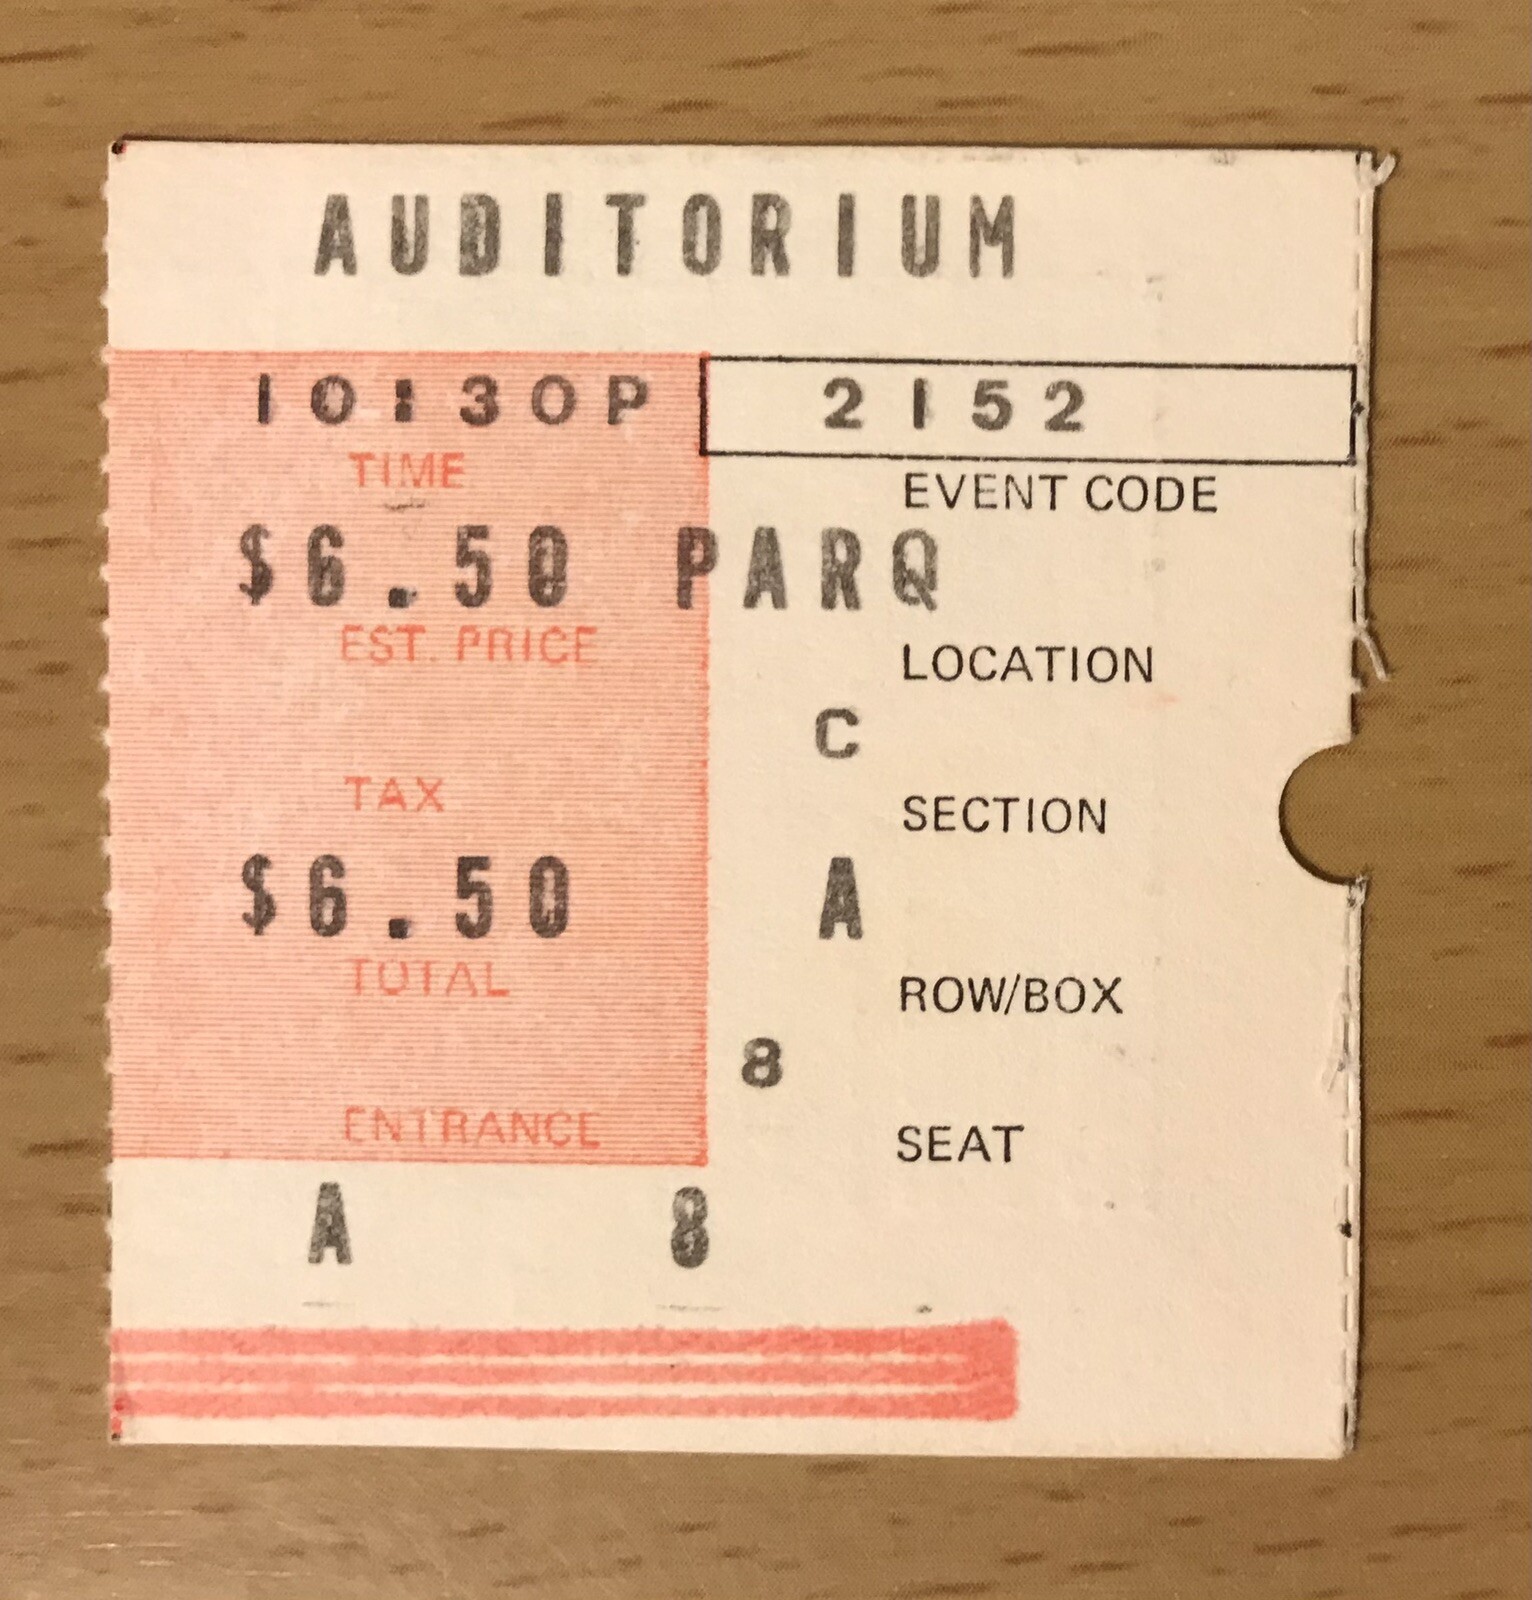 AUDITORIUM
10:30P 2152
TIME EVENT CODE
$6.50 PARQ
EST. PRICE LOCATION
C
TAX SECTION
$6.50 A
TOTAL ROW/BOX
8
ENTRANCE SEAT
A 8